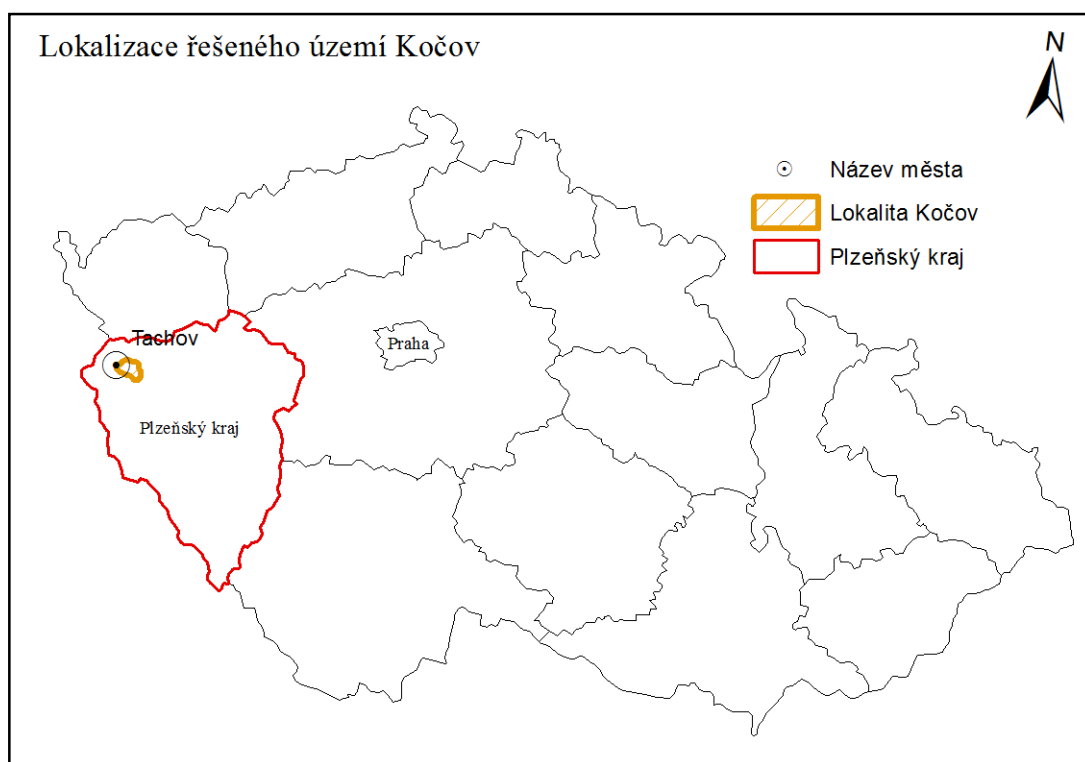 Lokalizace řešeného území Kočov
N
Název města
Lokalita Kočov
Plzeňský kraj
Tachov
Praha
Plzeňský kraj